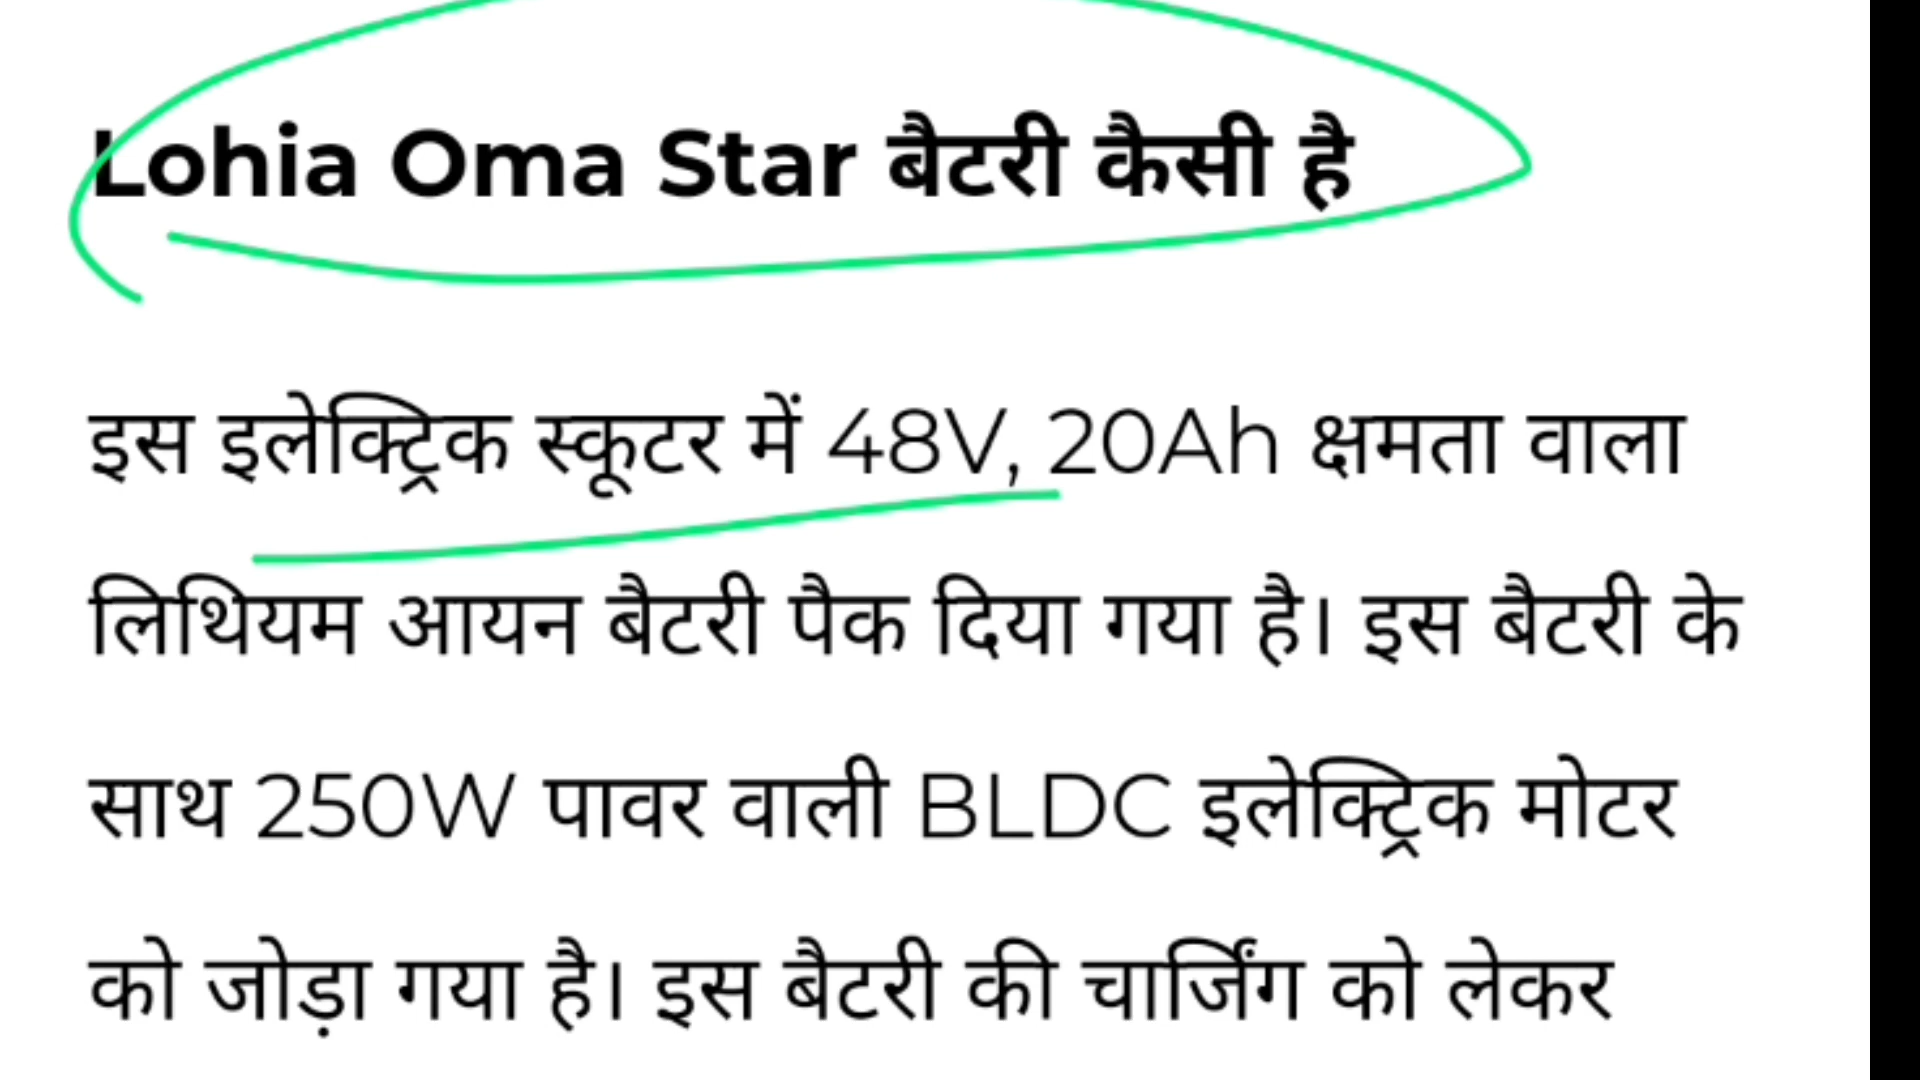 Lohia Oma Star बैटरी कैसी है
इस इलेक्ट्रिक स्कूटर में 48V, 20Ah क्षमता वाला
लिथियम आयन बैटरी पैक दिया गया है। इस बैटरी के
साथ 250W पावर वाली BLDC इलेक्ट्रिक मोटर
को जोड़ा गया है। इस बैटरी की चार्जिंग को लेकर